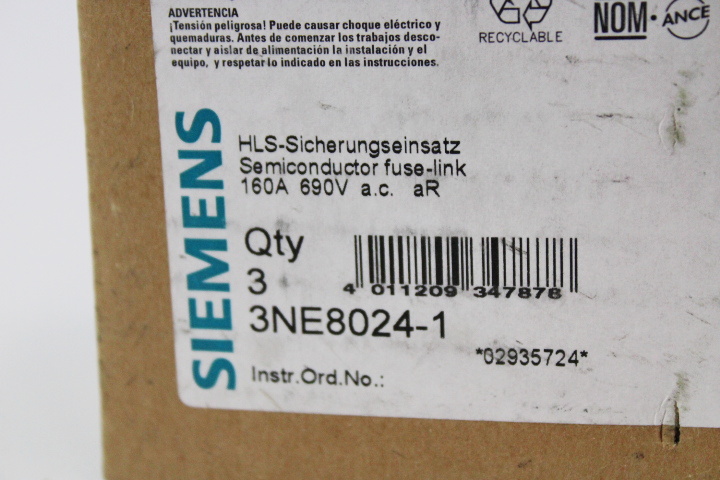 ADVERTENCIA
¡Tensión peligrosa! Puede causar choque eléctrico y
quemaduras. Antes de comenzar los trabajos desco-
nectar y aislar de alimentación la instalación y el
equipo, y respetar lo indicado en las instrucciones.
RECYCLABLE
NOM · ANCE
SIEMENS
HLS-Sicherungseinsatz
Semiconductor fuse-link
160A 690V a.c. aR
Qty
3
4 011209 347878
3NE8024-1
*02935724*
Instr.Ord.No.: